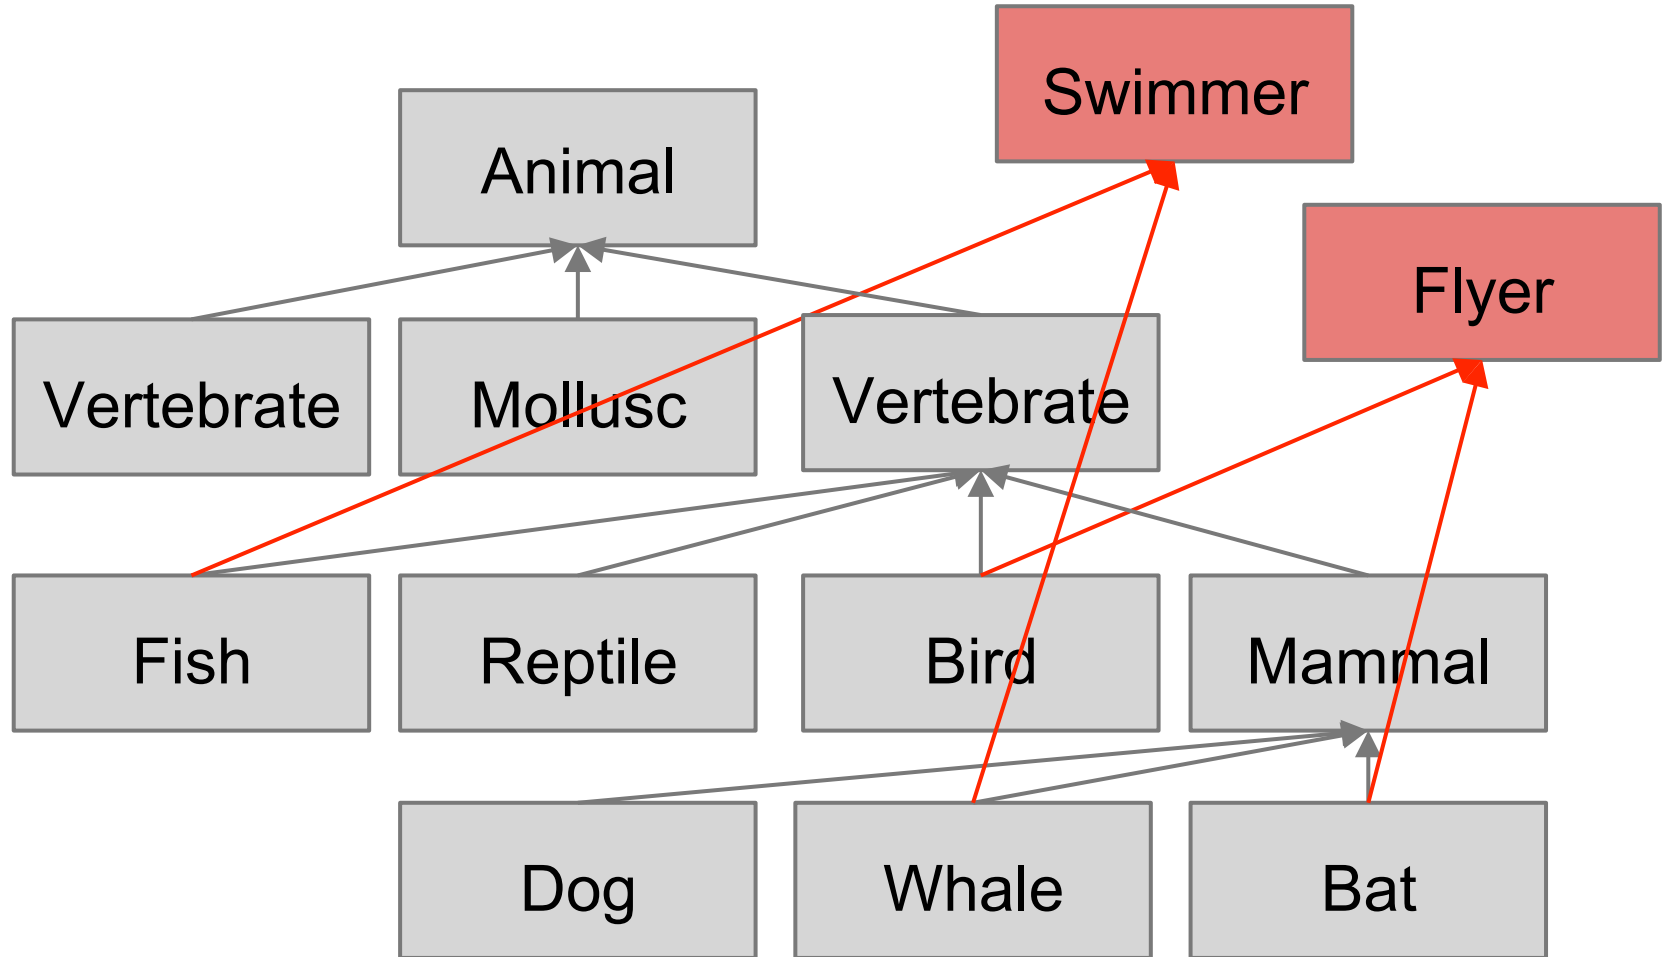 Swimmer
Animal
Flyer
Vertebrate
Mollusc
Vertebrate
Fish
Reptile
Bird
Mammal
Dog
Whale
Bat